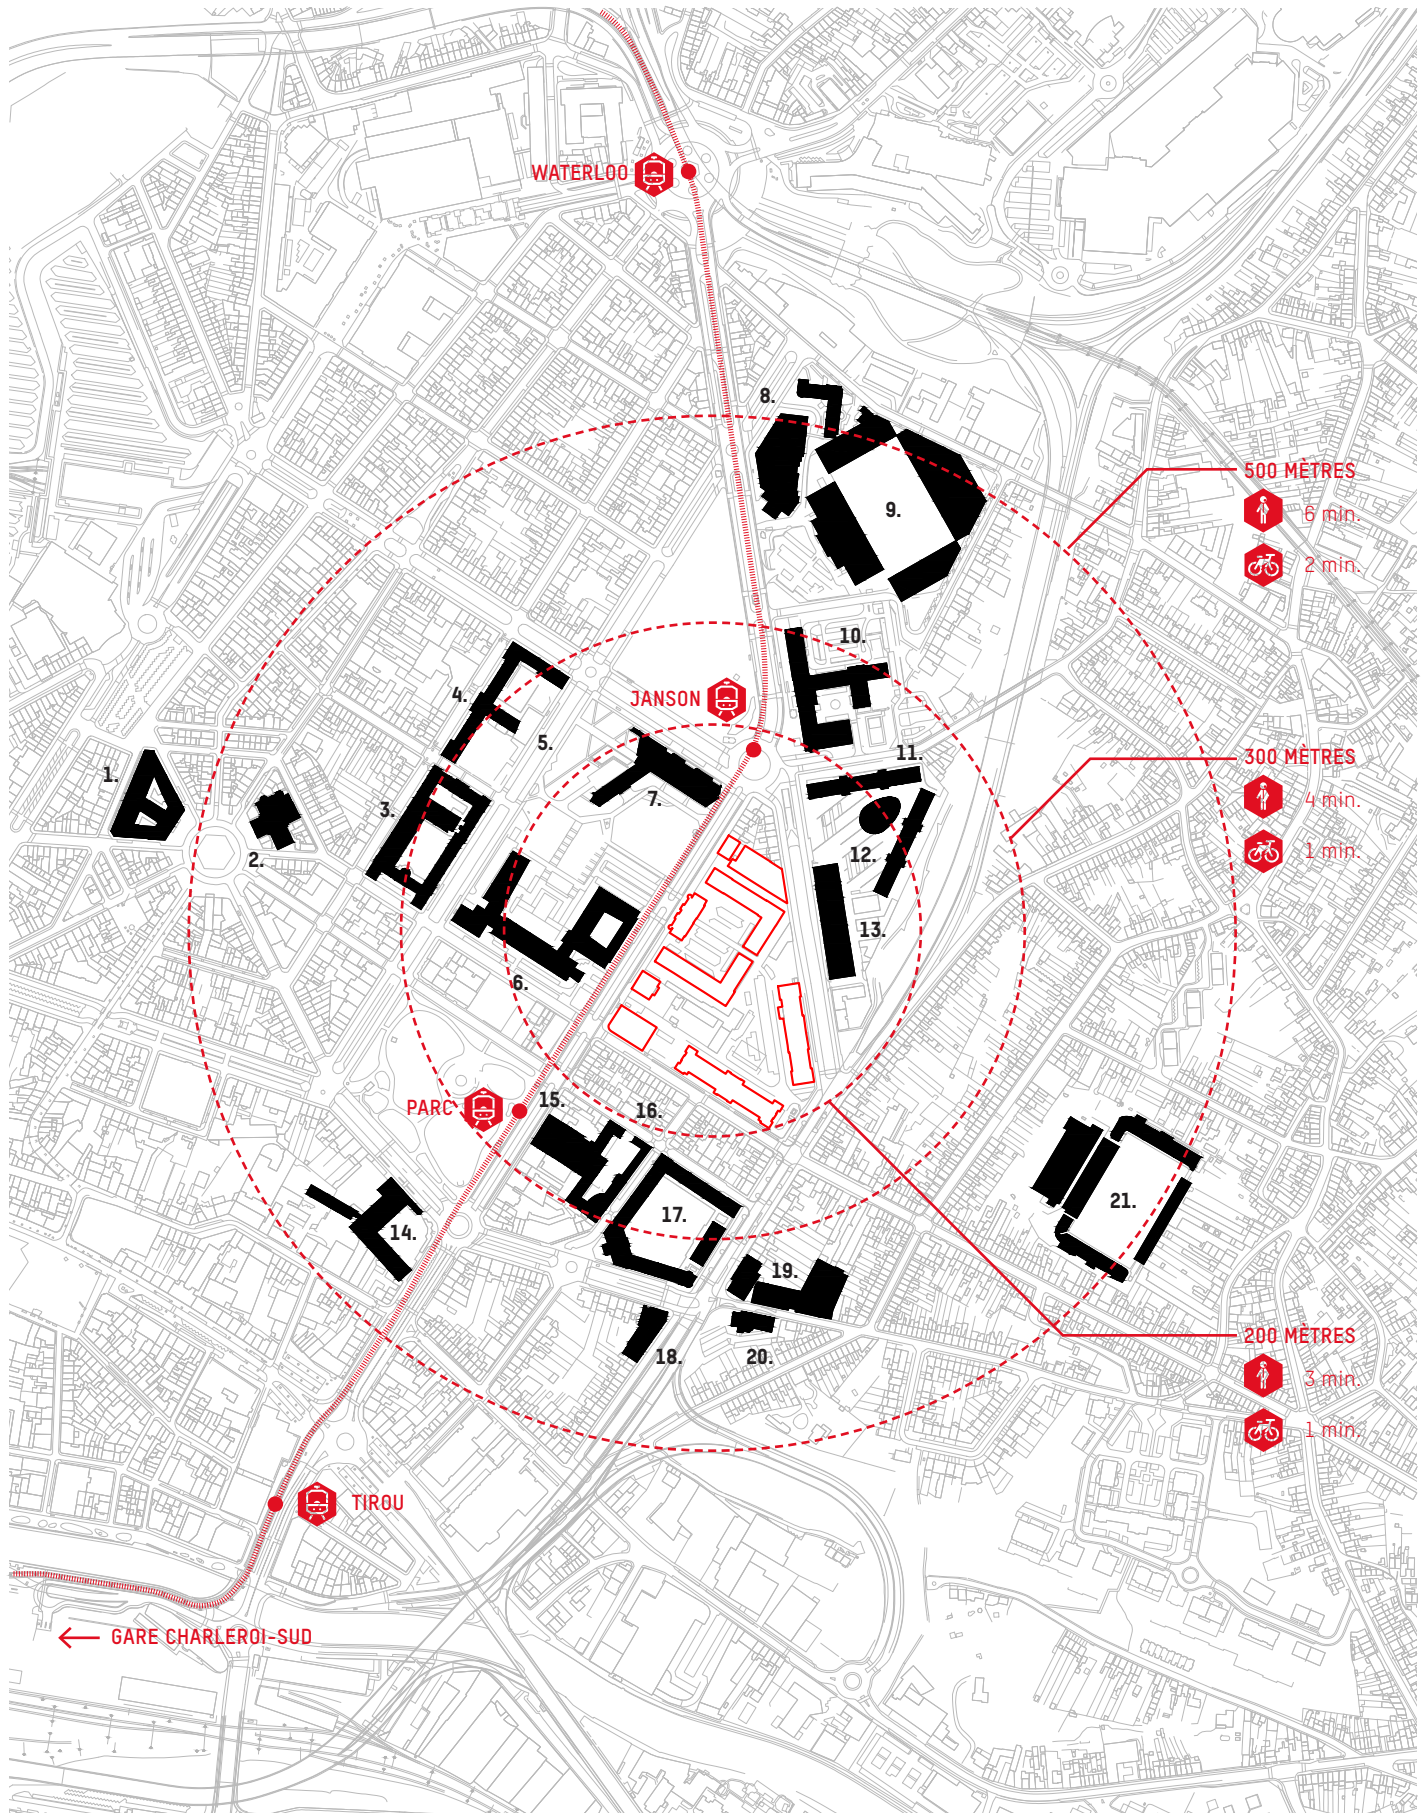 WATERLOO
8.
500 MÈTRES
6 min.
9.
2 min.
10.
4.
JANSON
5.
11.
300 MÈTRES
1.
7.
4 min.
3.
2.
12.
1 min.
13.
6.
PARC
15.
16.
21.
17.
14.
19.
200 MÈTRES
18.
20.
3 min.
1 min.
TIROU
GARE CHARLEROI-SUD